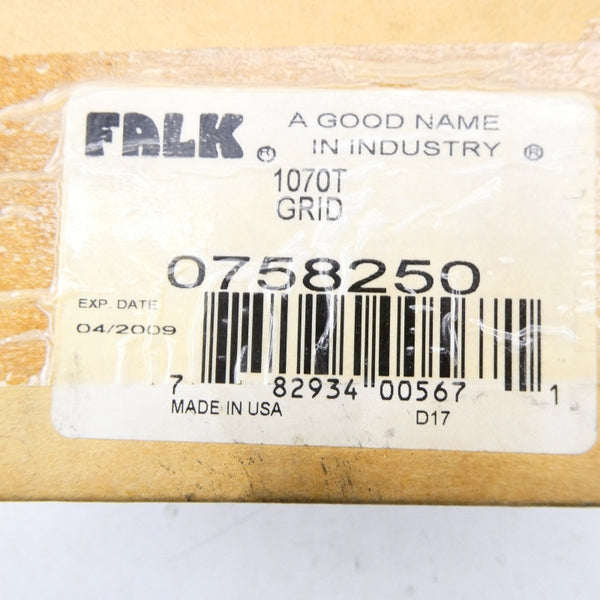 FALK ® A GOOD NAME
IN INDUSTRY ®
1070T
GRID
0758250
EXP. DATE
04/2009
7 82934 00567 1
MADE IN USA D17